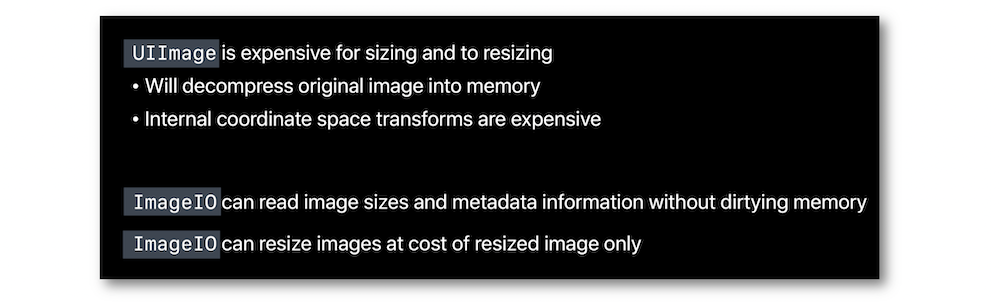 UIImage is expensive for sizing and to resizing
• Will decompress original image into memory
• Internal coordinate space transforms are expensive
ImageIO can read image sizes and metadata information without dirtying memory
ImageIO can resize images at cost of resized image only